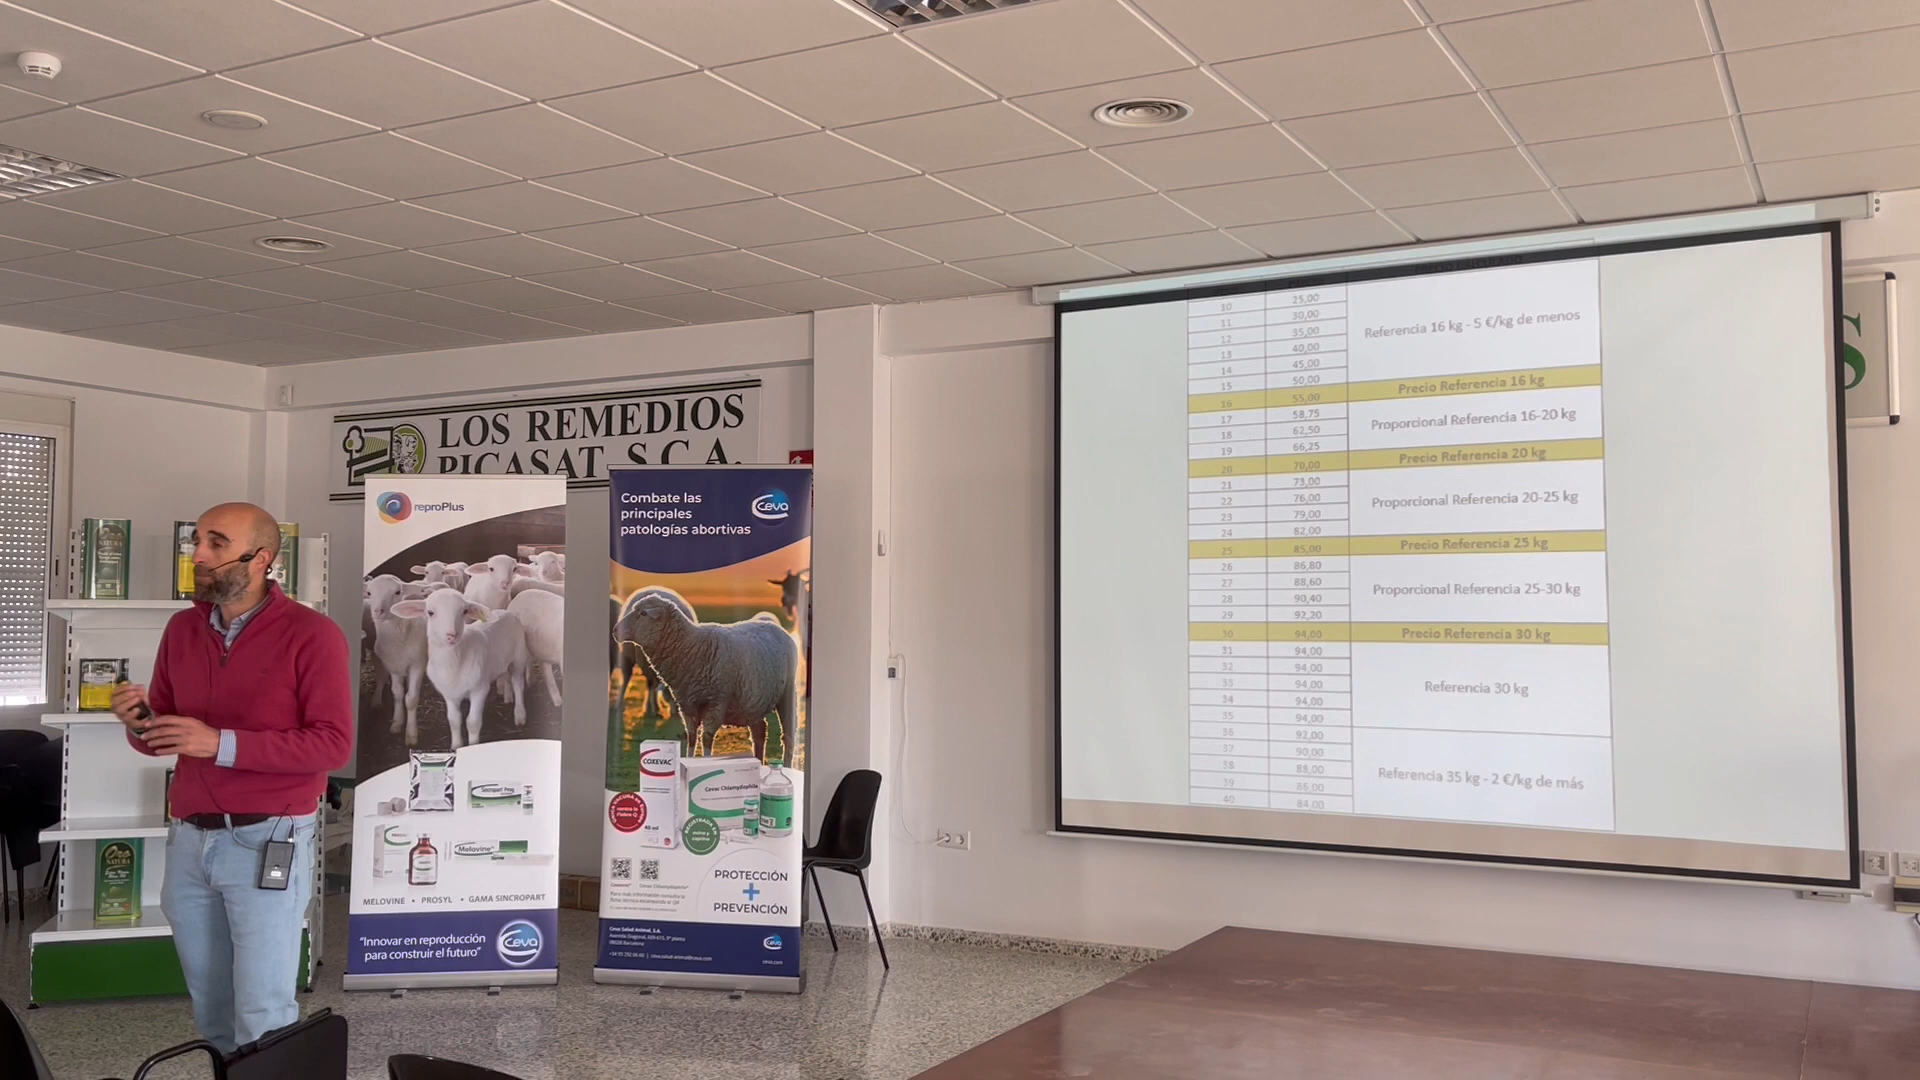 LOS REMEDIOS
PICASAT S.C.A.
reproPlus
MELOVINE • PROSYL • GAMA SINCROPART
"Innovar en reproducción
para construir el futuro"
ceva
Combate las
principales
patologías abortivas
ceva
COXEVAC
Cevac Chlamydophila
Sincropart Prog
Melovine
PROTECCIÓN
+
PREVENCIÓN
Ceva Salud Animal, S.A.
ceva
ceva.com
Oro
NATURA
10 25,00
11 30,00
12 35,00
13 40,00
14 45,00
15 50,00
Referencia 16 kg - 5 €/kg de menos
16 55,00 Precio Referencia 16 kg
17 58,75
18 62,50
19 66,25
Proporcional Referencia 16-20 kg
20 70,00 Precio Referencia 20 kg
21 73,00
22 76,00
23 79,00
24 82,00
Proporcional Referencia 20-25 kg
25 85,00 Precio Referencia 25 kg
26 86,80
27 88,60
28 90,40
29 92,20
Proporcional Referencia 25-30 kg
30 94,00 Precio Referencia 30 kg
31 94,00
32 94,00
33 94,00
34 94,00
35 94,00
Referencia 30 kg
36 92,00
37 90,00
38 88,00
39 86,00
40 84,00
Referencia 35 kg - 2 €/kg de más
S